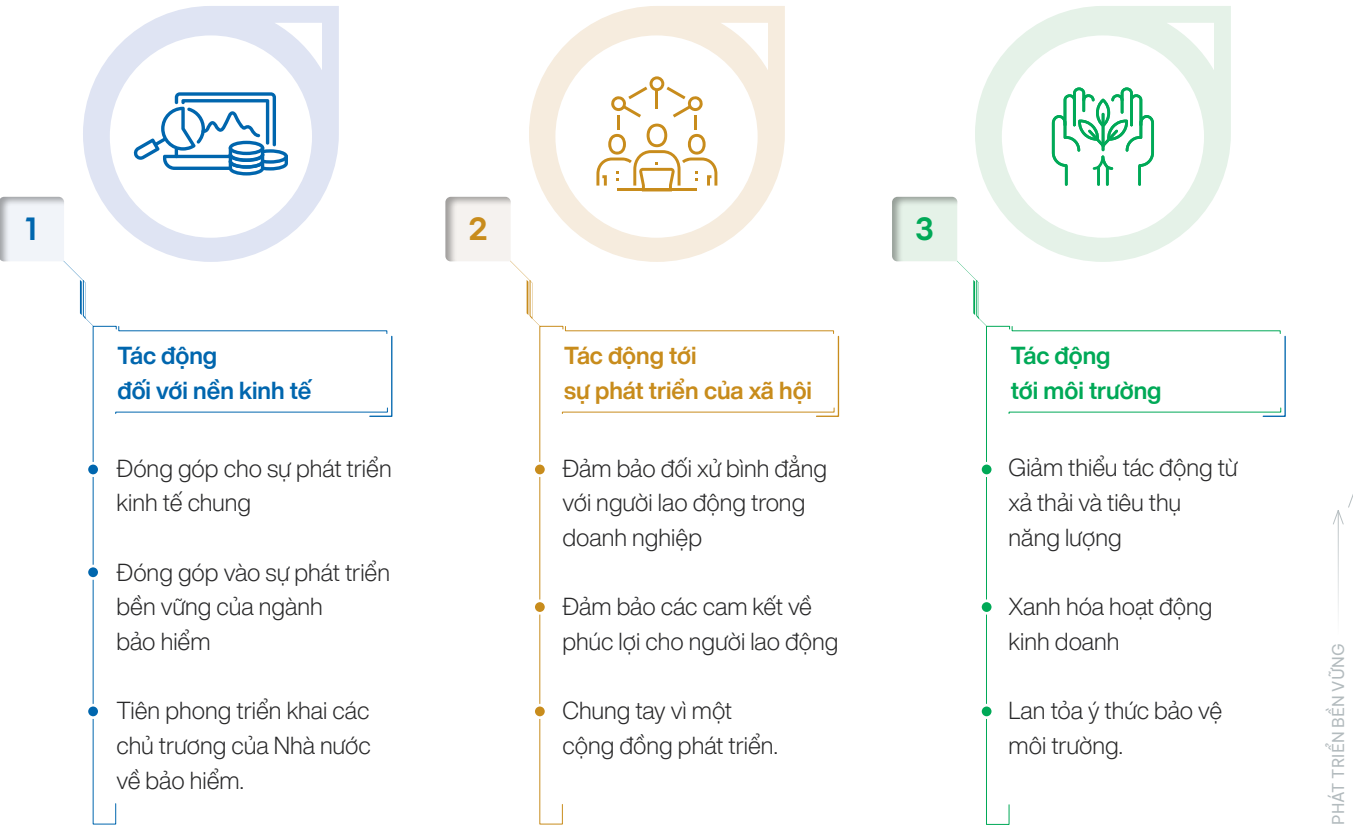 1
Tác động
đối với nền kinh tế
Đóng góp cho sự phát triển
kinh tế chung
Đóng góp vào sự phát triển
bền vững của ngành
bảo hiểm
Tiên phong triển khai các
chủ trương của Nhà nước
về bảo hiểm.
2
Tác động tới
sự phát triển của xã hội
Đảm bảo đối xử bình đẳng
với người lao động trong
doanh nghiệp
Đảm bảo các cam kết về
phúc lợi cho người lao động
Chung tay vì một
cộng đồng phát triển.
3
Tác động
tới môi trường
Giảm thiểu tác động từ
xả thải và tiêu thụ
năng lượng
Xanh hóa hoạt động
kinh doanh
Lan tỏa ý thức bảo vệ
môi trường.
PHÁT TRIỂN BỀN VỮNG